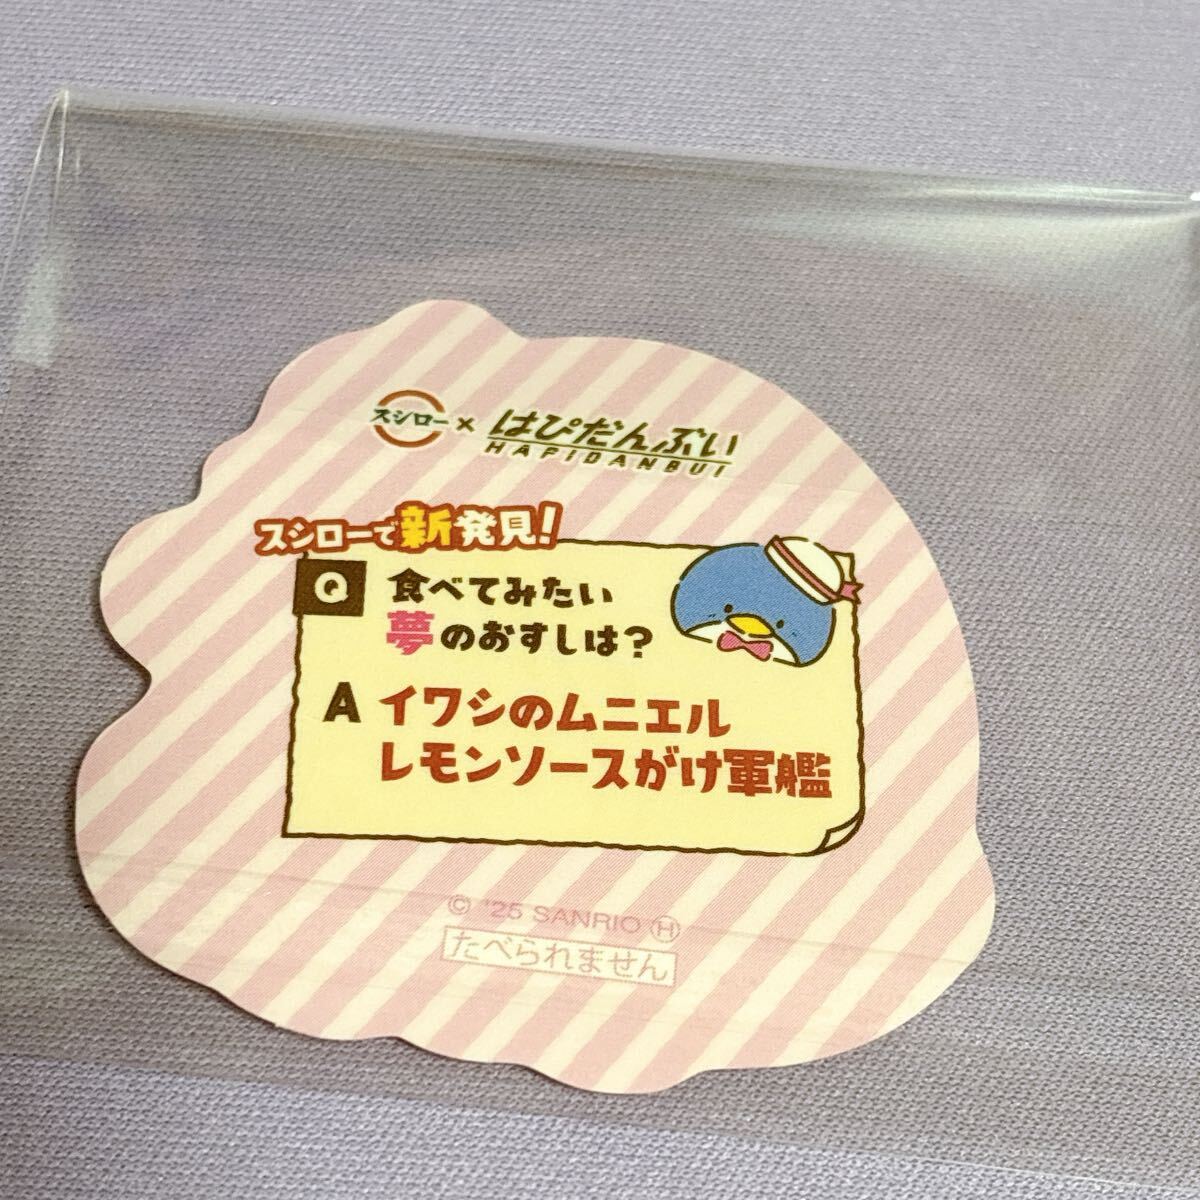 スシロー × はぴだんぶい
HAPIDANBUI
スシローで新発見!
Q 食べてみたい
夢のおすしは?
A イワシのムニエル
レモンソースがけ軍艦
© '25 SANRIO Ⓗ
たべられません